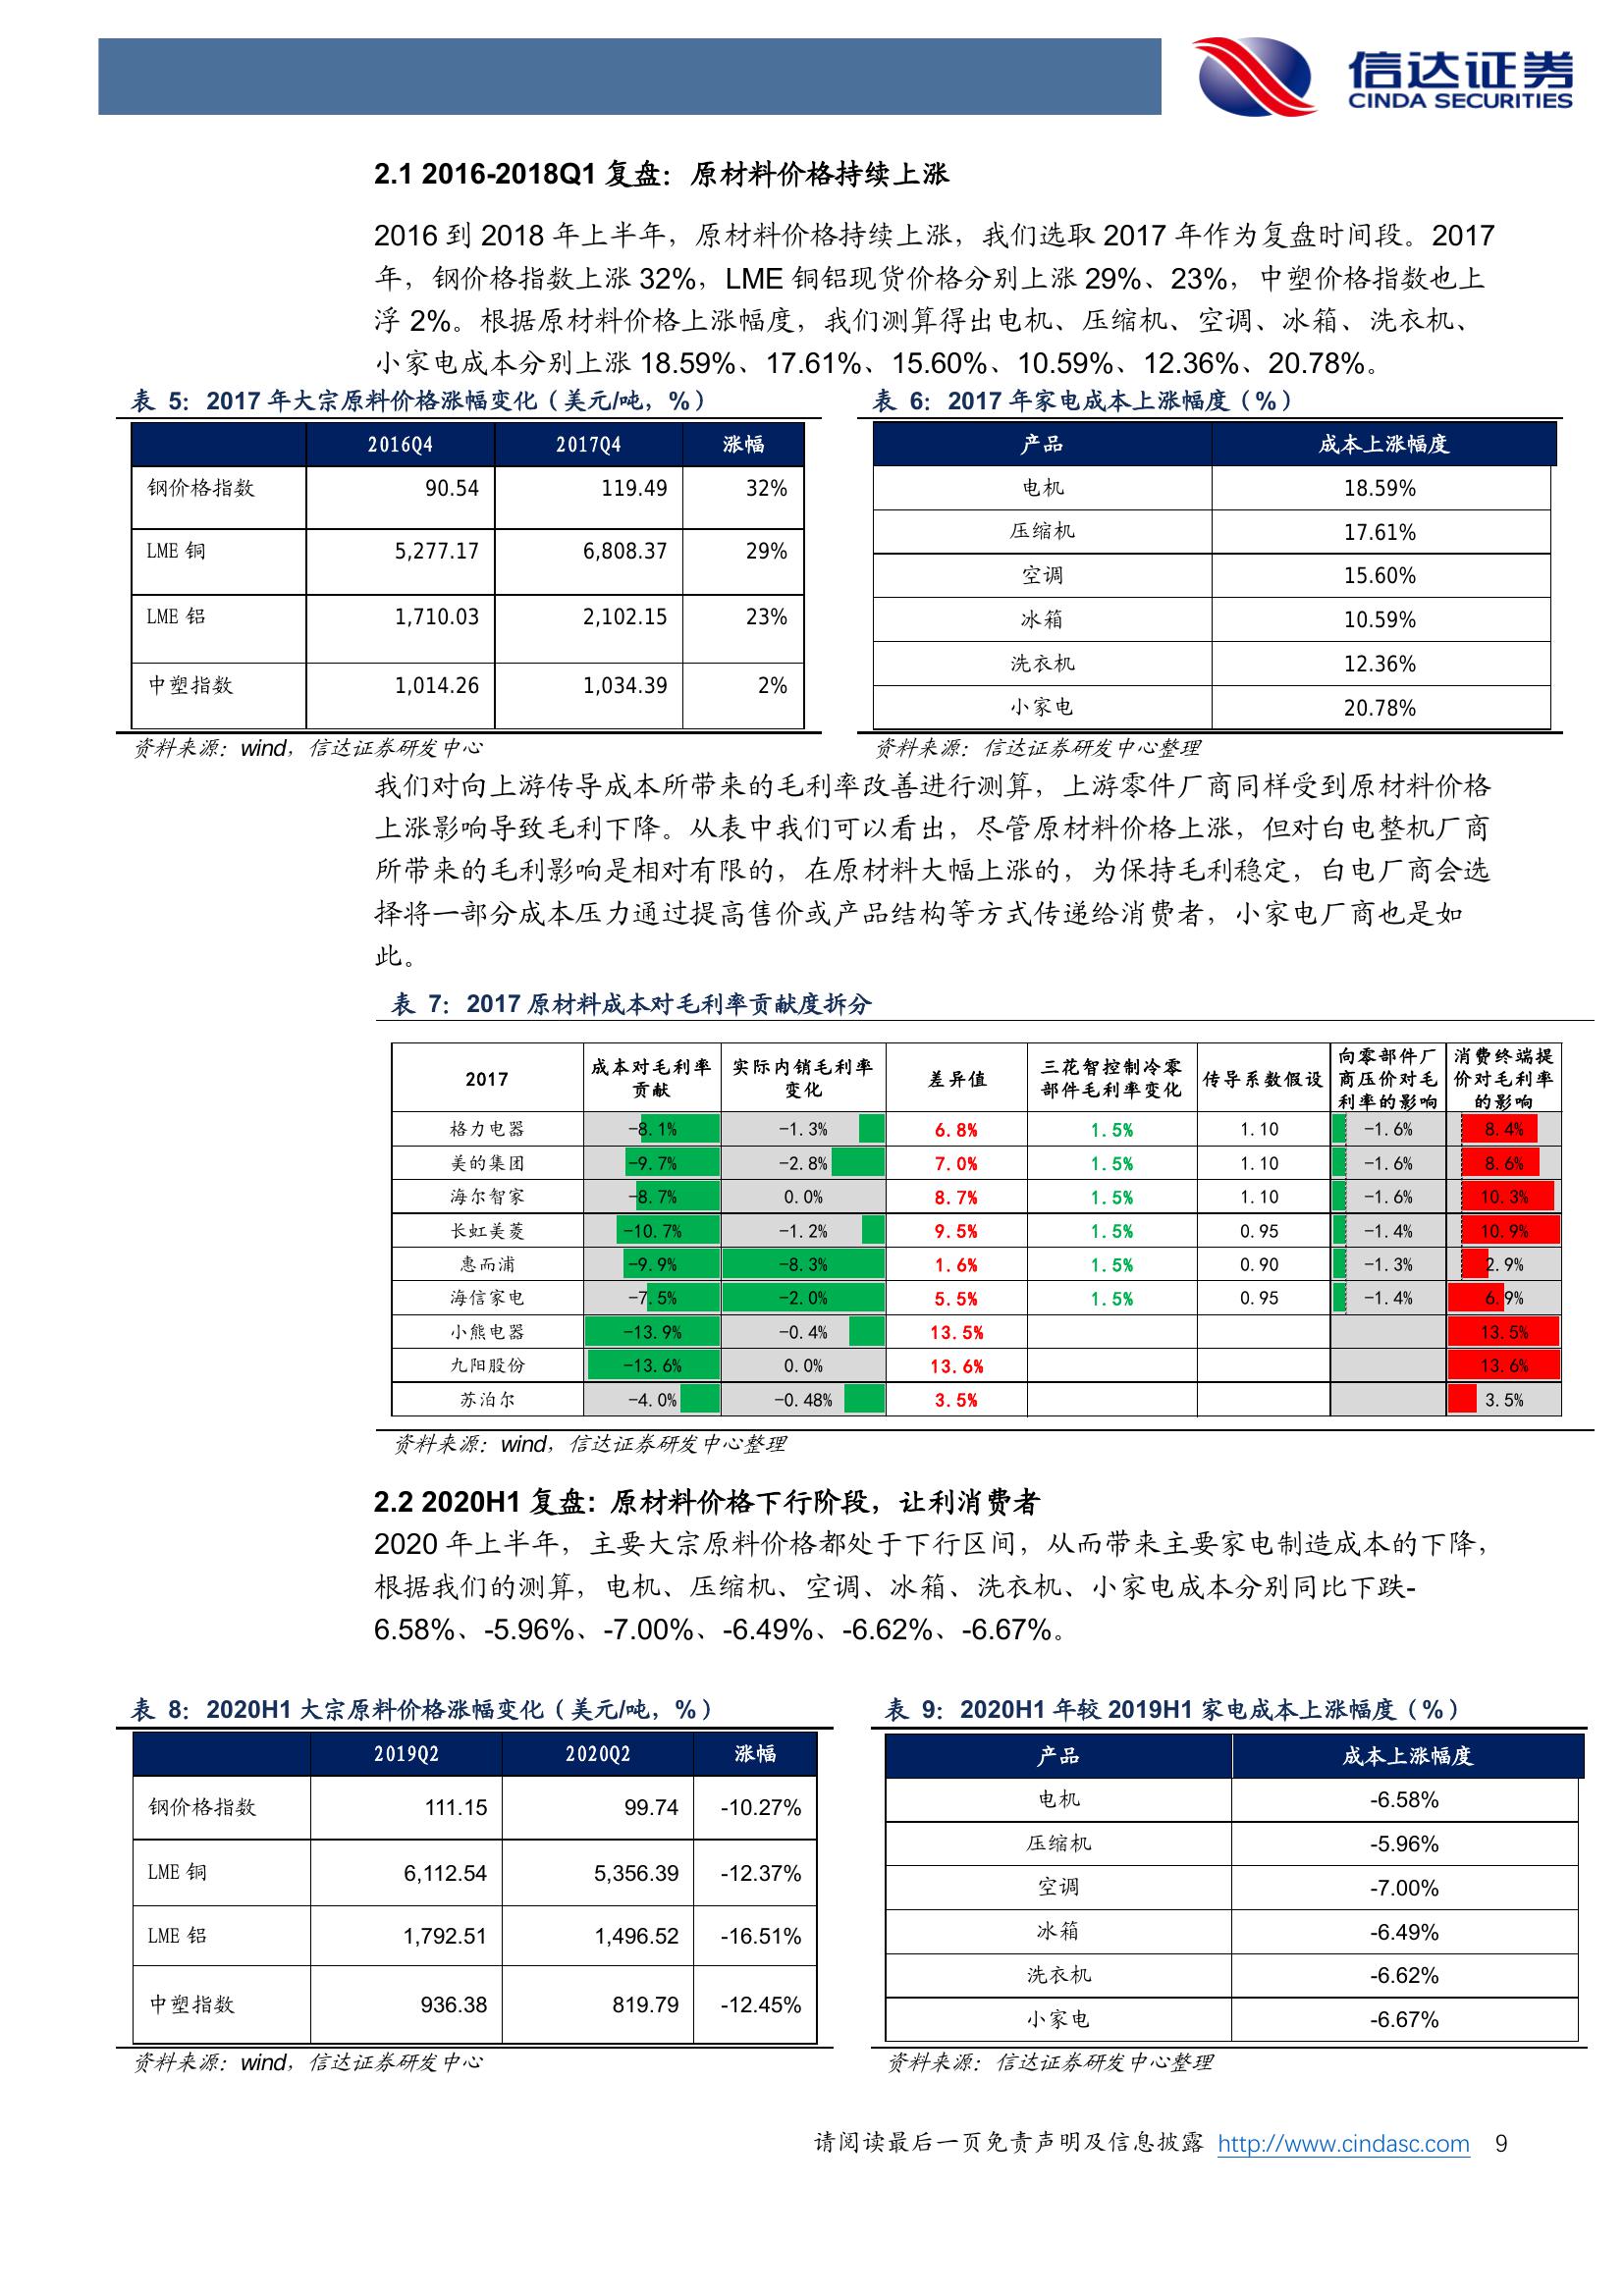 信达证券
CINDA SECURITIES
2.1 2016-2018Q1 复盘：原材料价格持续上涨
2016 到 2018 年上半年，原材料价格持续上涨，我们选取 2017 年作为复盘时间段。2017
年，钢价格指数上涨 32%，LME 铜铝现货价格分别上涨 29%、23%，中塑价格指数也上
浮 2%。根据原材料价格上涨幅度，我们测算得出电机、压缩机、空调、冰箱、洗衣机、
小家电成本分别上涨 18.59%、17.61%、15.60%、10.59%、12.36%、20.78%。
表 5：2017 年大宗原料价格涨幅变化（美元/吨，%）
2016Q4 2017Q4 涨幅
钢价格指数 90.54 119.49 32%
LME 铜 5,277.17 6,808.37 29%
LME 铝 1,710.03 2,102.15 23%
中塑指数 1,014.26 1,034.39 2%
资料来源：wind，信达证券研发中心
表 6：2017 年家电成本上涨幅度（%）
产品 成本上涨幅度
电机 18.59%
压缩机 17.61%
空调 15.60%
冰箱 10.59%
洗衣机 12.36%
小家电 20.78%
资料来源：信达证券研发中心整理
我们对向上游传导成本所带来的毛利率改善进行测算，上游零件厂商同样受到原材料价格
上涨影响导致毛利下降。从表中我们可以看出，尽管原材料价格上涨，但对白电整机厂商
所带来的毛利影响是相对有限的，在原材料大幅上涨的，为保持毛利稳定，白电厂商会选
择将一部分成本压力通过提高售价或产品结构等方式传递给消费者，小家电厂商也是如
此。
表 7：2017 原材料成本对毛利率贡献度拆分
2017 成本对毛利率贡献 实际内销毛利率变化 差异值 三花智控制冷零部件毛利率变化 传导系数假设 向零部件厂商压价对毛利率的影响 消费终端提价对毛利率的影响
格力电器 -8.1% -1.3% 6.8% 1.5% 1.10 -1.6% 8.4%
美的集团 -9.7% -2.8% 7.0% 1.5% 1.10 -1.6% 8.6%
海尔智家 -8.7% 0.0% 8.7% 1.5% 1.10 -1.6% 10.3%
长虹美菱 -10.7% -1.2% 9.5% 1.5% 0.95 -1.4% 10.9%
惠而浦 -9.9% -8.3% 1.6% 1.5% 0.90 -1.3% 2.9%
海信家电 -7.5% -2.0% 5.5% 1.5% 0.95 -1.4% 6.9%
小熊电器 -13.9% -0.4% 13.5% 13.5%
九阳股份 -13.6% 0.0% 13.6% 13.6%
苏泊尔 -4.0% -0.48% 3.5% 3.5%
资料来源：wind，信达证券研发中心整理
2.2 2020H1 复盘：原材料价格下行阶段，让利消费者
2020 年上半年，主要大宗原料价格都处于下行区间，从而带来主要家电制造成本的下降，
根据我们的测算，电机、压缩机、空调、冰箱、洗衣机、小家电成本分别同比下跌-
6.58%、-5.96%、-7.00%、-6.49%、-6.62%、-6.67%。
表 8：2020H1 大宗原料价格涨幅变化（美元/吨，%）
2019Q2 2020Q2 涨幅
钢价格指数 111.15 99.74 -10.27%
LME 铜 6,112.54 5,356.39 -12.37%
LME 铝 1,792.51 1,496.52 -16.51%
中塑指数 936.38 819.79 -12.45%
资料来源：wind，信达证券研发中心
表 9：2020H1 年较 2019H1 家电成本上涨幅度（%）
产品 成本上涨幅度
电机 -6.58%
压缩机 -5.96%
空调 -7.00%
冰箱 -6.49%
洗衣机 -6.62%
小家电 -6.67%
资料来源：信达证券研发中心整理
请阅读最后一页免责声明及信息披露 http://www.cindasc.com 9